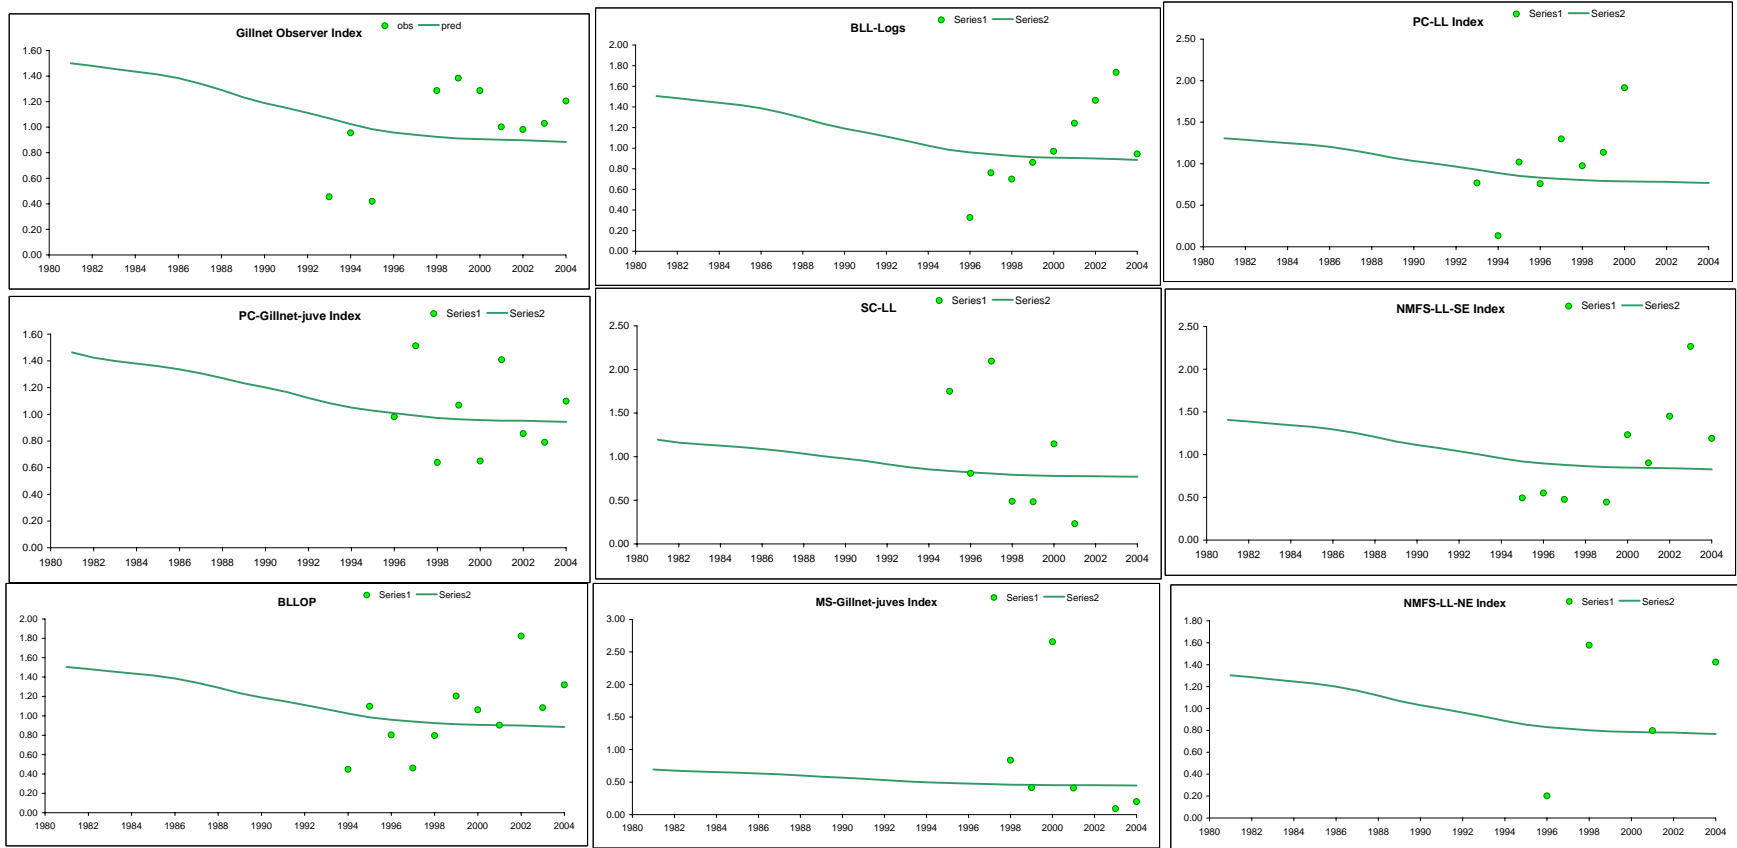 Gillnet Observer Index
obs pred
1.60
1.40
1.20
1.00
0.80
0.60
0.40
0.20
0.00
1980 1982 1984 1986 1988 1990 1992 1994 1996 1998 2000 2002 2004
BLL-Logs
Series1 Series2
2.00
1.80
1.60
1.40
1.20
1.00
0.80
0.60
0.40
0.20
0.00
1980 1982 1984 1986 1988 1990 1992 1994 1996 1998 2000 2002 2004
PC-LL Index
Series1 Series2
2.50
2.00
1.50
1.00
0.50
0.00
1980 1982 1984 1986 1988 1990 1992 1994 1996 1998 2000 2002 2004
PC-Gillnet-juve Index
Series1 Series2
1.60
1.40
1.20
1.00
0.80
0.60
0.40
0.20
0.00
1980 1982 1984 1986 1988 1990 1992 1994 1996 1998 2000 2002 2004
SC-LL
Series1 Series2
2.50
2.00
1.50
1.00
0.50
0.00
1980 1982 1984 1986 1988 1990 1992 1994 1996 1998 2000 2002 2004
NMFS-LL-SE Index
Series1 Series2
2.50
2.00
1.50
1.00
0.50
0.00
1980 1982 1984 1986 1988 1990 1992 1994 1996 1998 2000 2002 2004
BLLOP
Series1 Series2
2.00
1.80
1.60
1.40
1.20
1.00
0.80
0.60
0.40
0.20
0.00
1980 1982 1984 1986 1988 1990 1992 1994 1996 1998 2000 2002 2004
MS-Gillnet-juves Index
Series1 Series2
3.00
2.50
2.00
1.50
1.00
0.50
0.00
1980 1982 1984 1986 1988 1990 1992 1994 1996 1998 2000 2002 2004
NMFS-LL-NE Index
Series1 Series2
1.80
1.60
1.40
1.20
1.00
0.80
0.60
0.40
0.20
0.00
1980 1982 1984 1986 1988 1990 1992 1994 1996 1998 2000 2002 2004